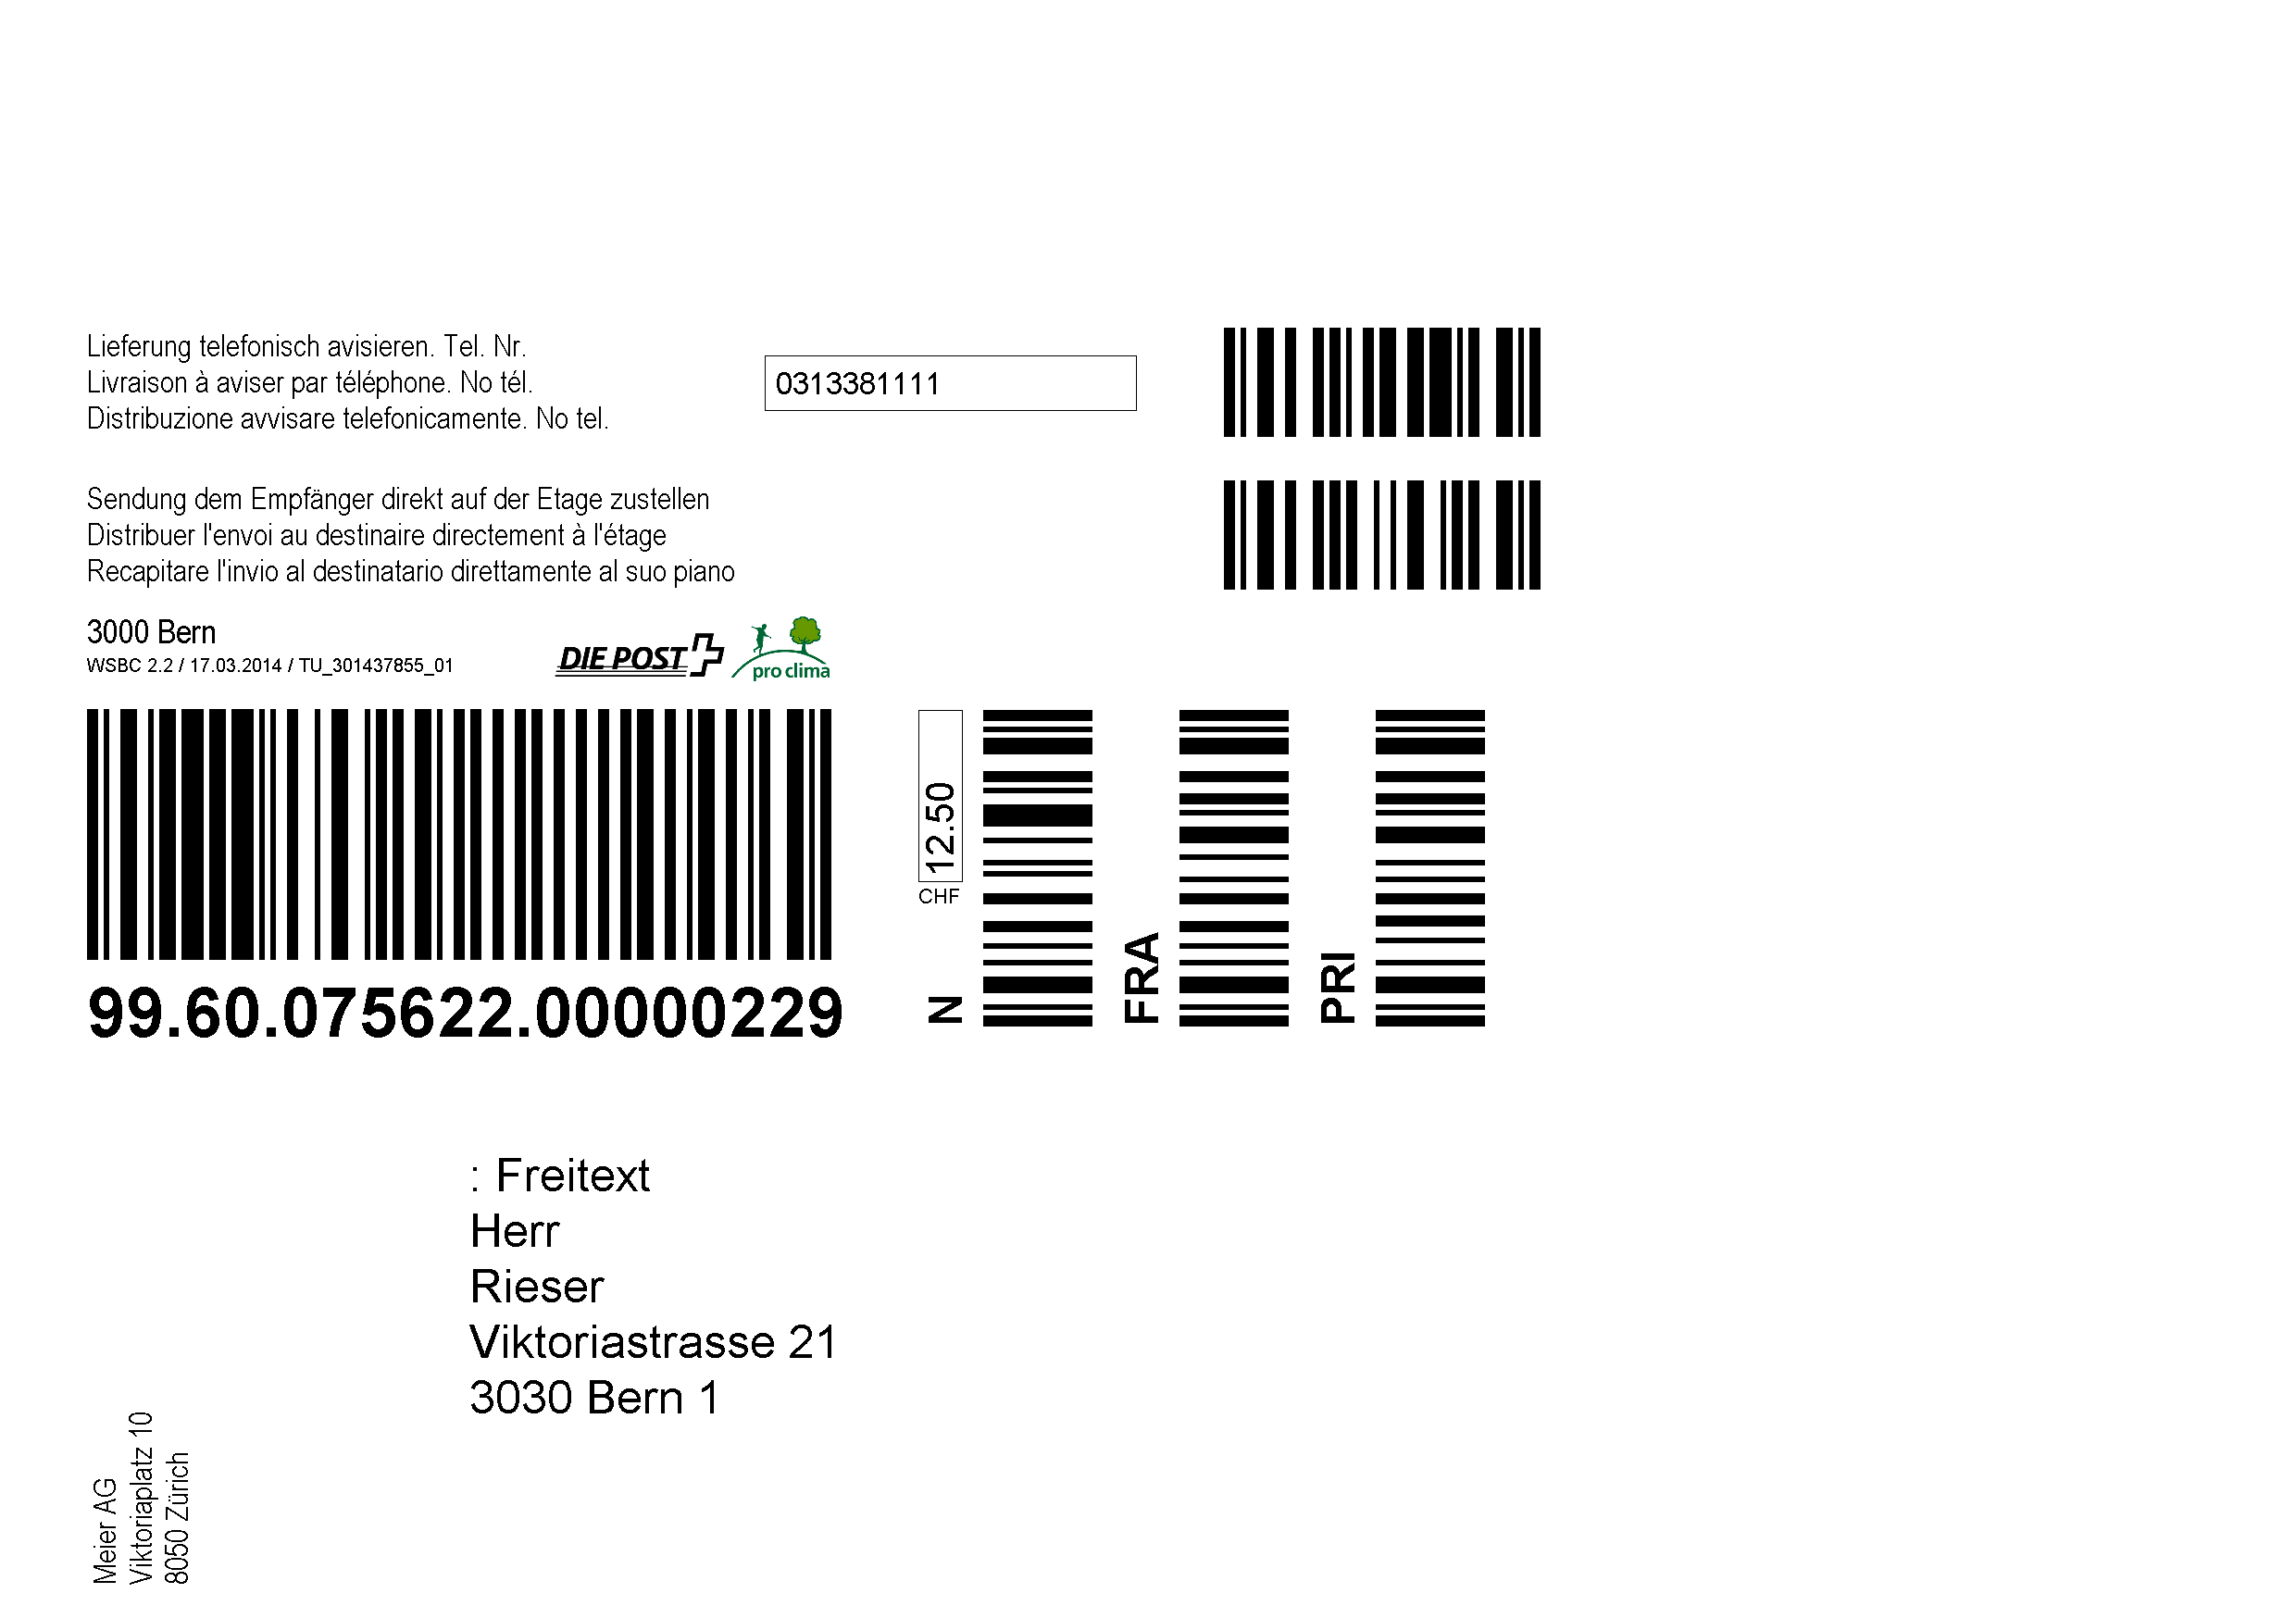 Lieferung telefonisch avisieren. Tel. Nr.
Livraison à aviser par téléphone. No tél.
Distribuzione avvisare telefonicamente. No tel.
0313381111
Sendung dem Empfänger direkt auf der Etage zustellen
Distribuer l'envoi au destinaire directement à l'étage
Recapitare l'invio al destinatario direttamente al suo piano
3000 Bern
WSBC 2.2 / 17.03.2014 / TU_301437855_01
DIE POST
pro clima
99.60.075622.00000229
12.50
CHF
N
FRA
PRI
: Freitext
Herr
Rieser
Viktoriastrasse 21
3030 Bern 1
Meier AG
Viktoriaplatz 10
8050 Zürich